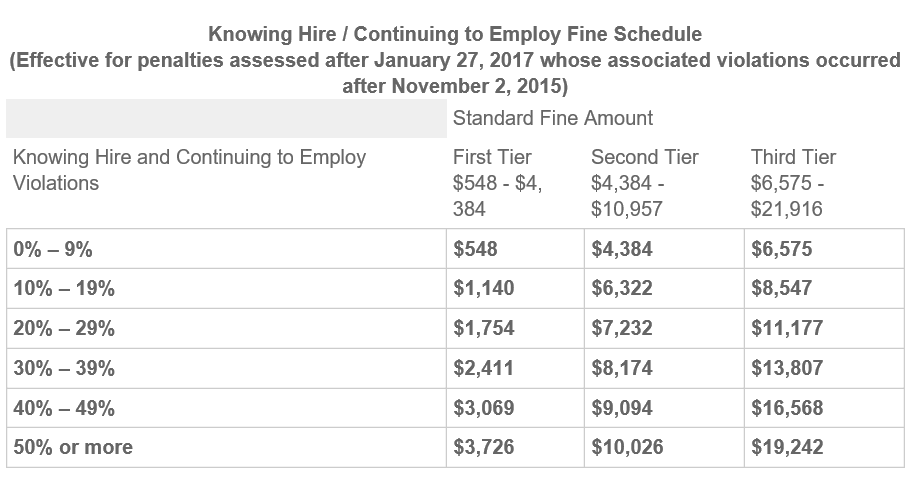 Knowing Hire / Continuing to Employ Fine Schedule
(Effective for penalties assessed after January 27, 2017 whose associated violations occurred
after November 2, 2015)
Standard Fine Amount
Knowing Hire and Continuing to Employ
Violations
First Tier
$548 - $4,
384
Second Tier
$4,384 -
$10,957
Third Tier
$6,575 -
$21,916
0% – 9% $548 $4,384 $6,575
10% – 19% $1,140 $6,322 $8,547
20% – 29% $1,754 $7,232 $11,177
30% – 39% $2,411 $8,174 $13,807
40% – 49% $3,069 $9,094 $16,568
50% or more $3,726 $10,026 $19,242